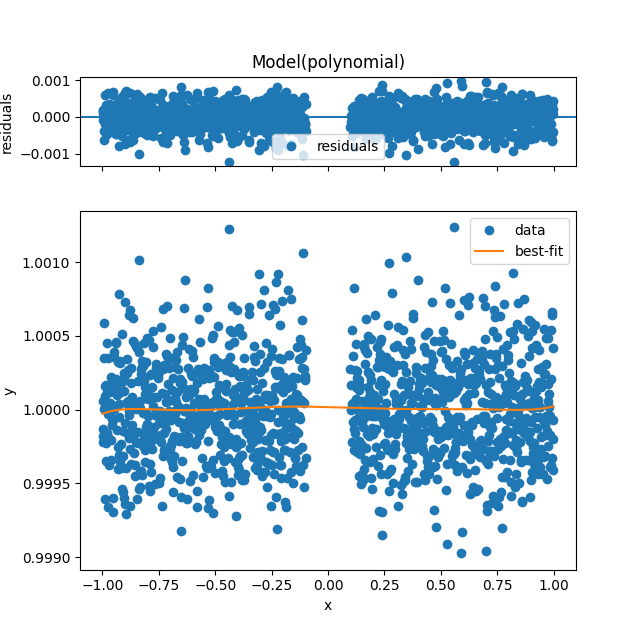 Model(polynomial)
0.001
0.000
−0.001
residuals
residuals
data
best-fit
1.0010
1.0005
1.0000
0.9995
0.9990
y
−1.00 −0.75 −0.50 −0.25 0.00 0.25 0.50 0.75 1.00
x